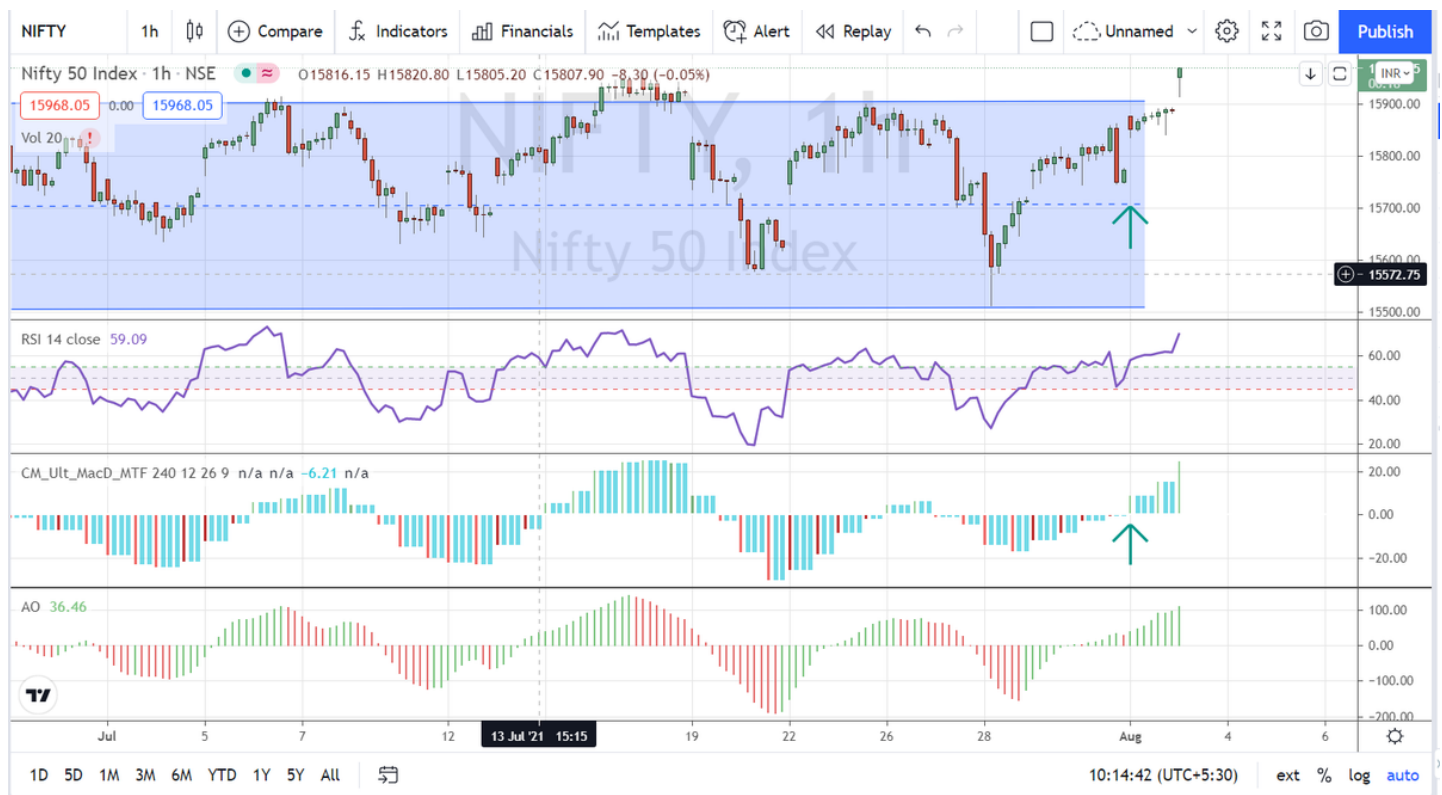 NIFTY 1h Compare Indicators Financials Templates Alert Replay Unnamed Publish
Nifty 50 Index · 1h · NSE ≈ O15816.15 H15820.80 L15805.20 C15807.90 -8.30 (-0.05%)
INR
15968.05 0.00 15968.05
15900.00
Vol 20 !
NIFTY, 1h
15800.00
15700.00
Nifty 50 Index
15600.00
15572.75
15500.00
RSI 14 close 59.09
60.00
40.00
20.00
CM_Ult_MacD_MTF 240 12 26 9 n/a n/a −6.21 n/a
20.00
0.00
−20.00
AO 36.46
100.00
0.00
−100.00
−200.00
Jul 5 7 12 13 Jul '21 15:15 19 22 26 28 Aug 4 6
1D 5D 1M 3M 6M YTD 1Y 5Y All 10:14:42 (UTC+5:30) ext % log auto